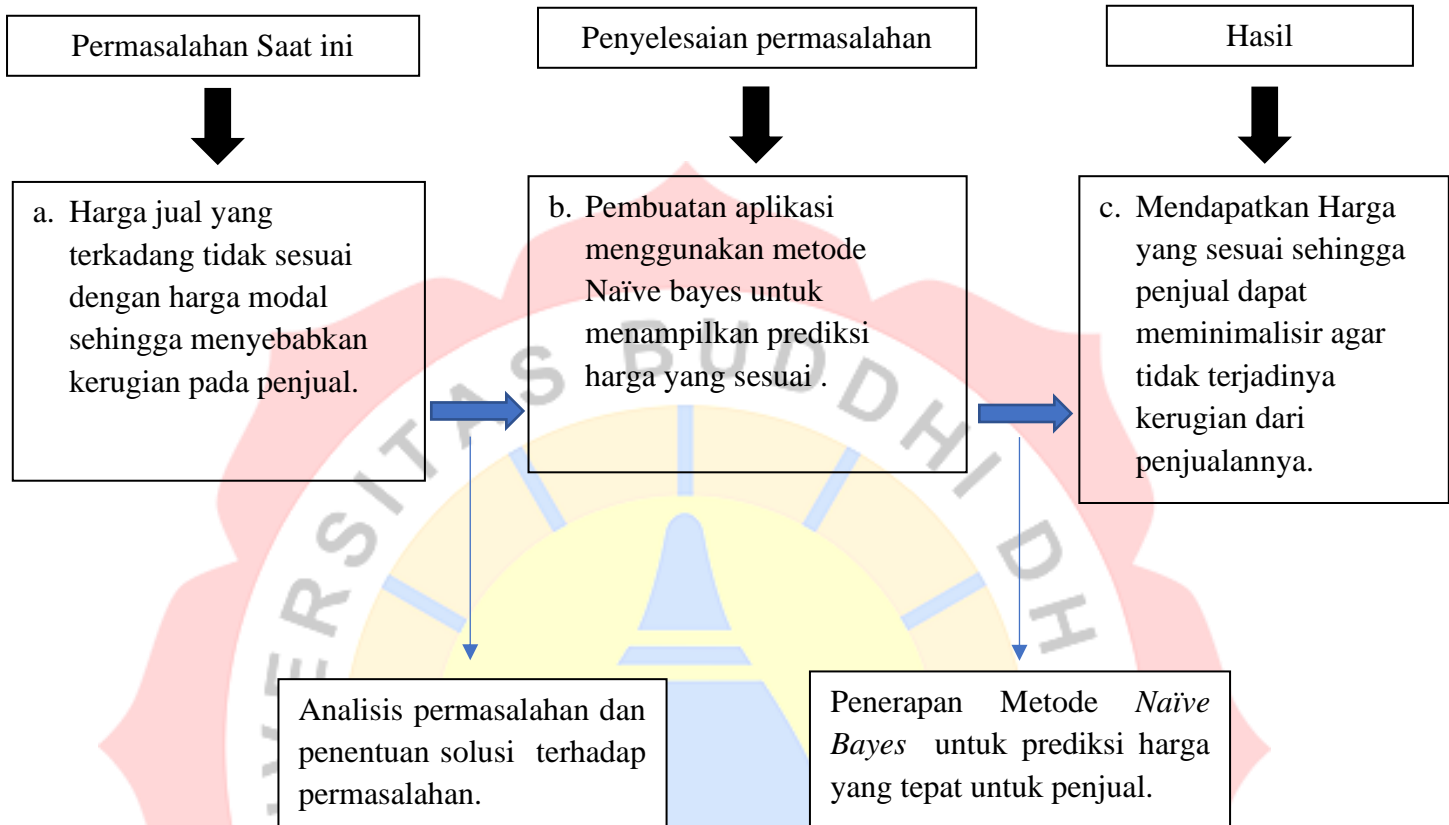 Permasalahan Saat ini
Penyelesaian permasalahan
Hasil
a. Harga jual yang
terkadang tidak sesuai
dengan harga modal
sehingga menyebabkan
kerugian pada penjual.
b. Pembuatan aplikasi
menggunakan metode
Naïve bayes untuk
menampilkan prediksi
harga yang sesuai .
c. Mendapatkan Harga
yang sesuai sehingga
penjual dapat
meminimalisir agar
tidak terjadinya
kerugian dari
penjualannya.
Analisis permasalahan dan
penentuan solusi terhadap
permasalahan.
Penerapan Metode Naïve
Bayes untuk prediksi harga
yang tepat untuk penjual.
VERSITAS BUDDHI DH